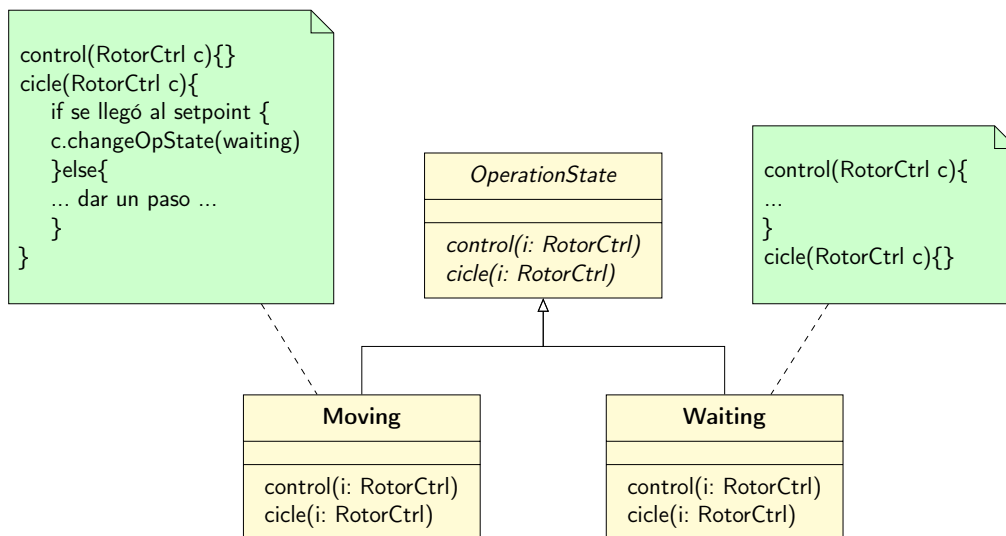 control(RotorCtrl c){}
cicle(RotorCtrl c){
if se llegó al setpoint {
c.changeOpState(waiting)
}else{
... dar un paso ...
}
}
control(RotorCtrl c){
...
}
cicle(RotorCtrl c){}
OperationState
control(i: RotorCtrl)
cicle(i: RotorCtrl)
Moving
control(i: RotorCtrl)
cicle(i: RotorCtrl)
Waiting
control(i: RotorCtrl)
cicle(i: RotorCtrl)